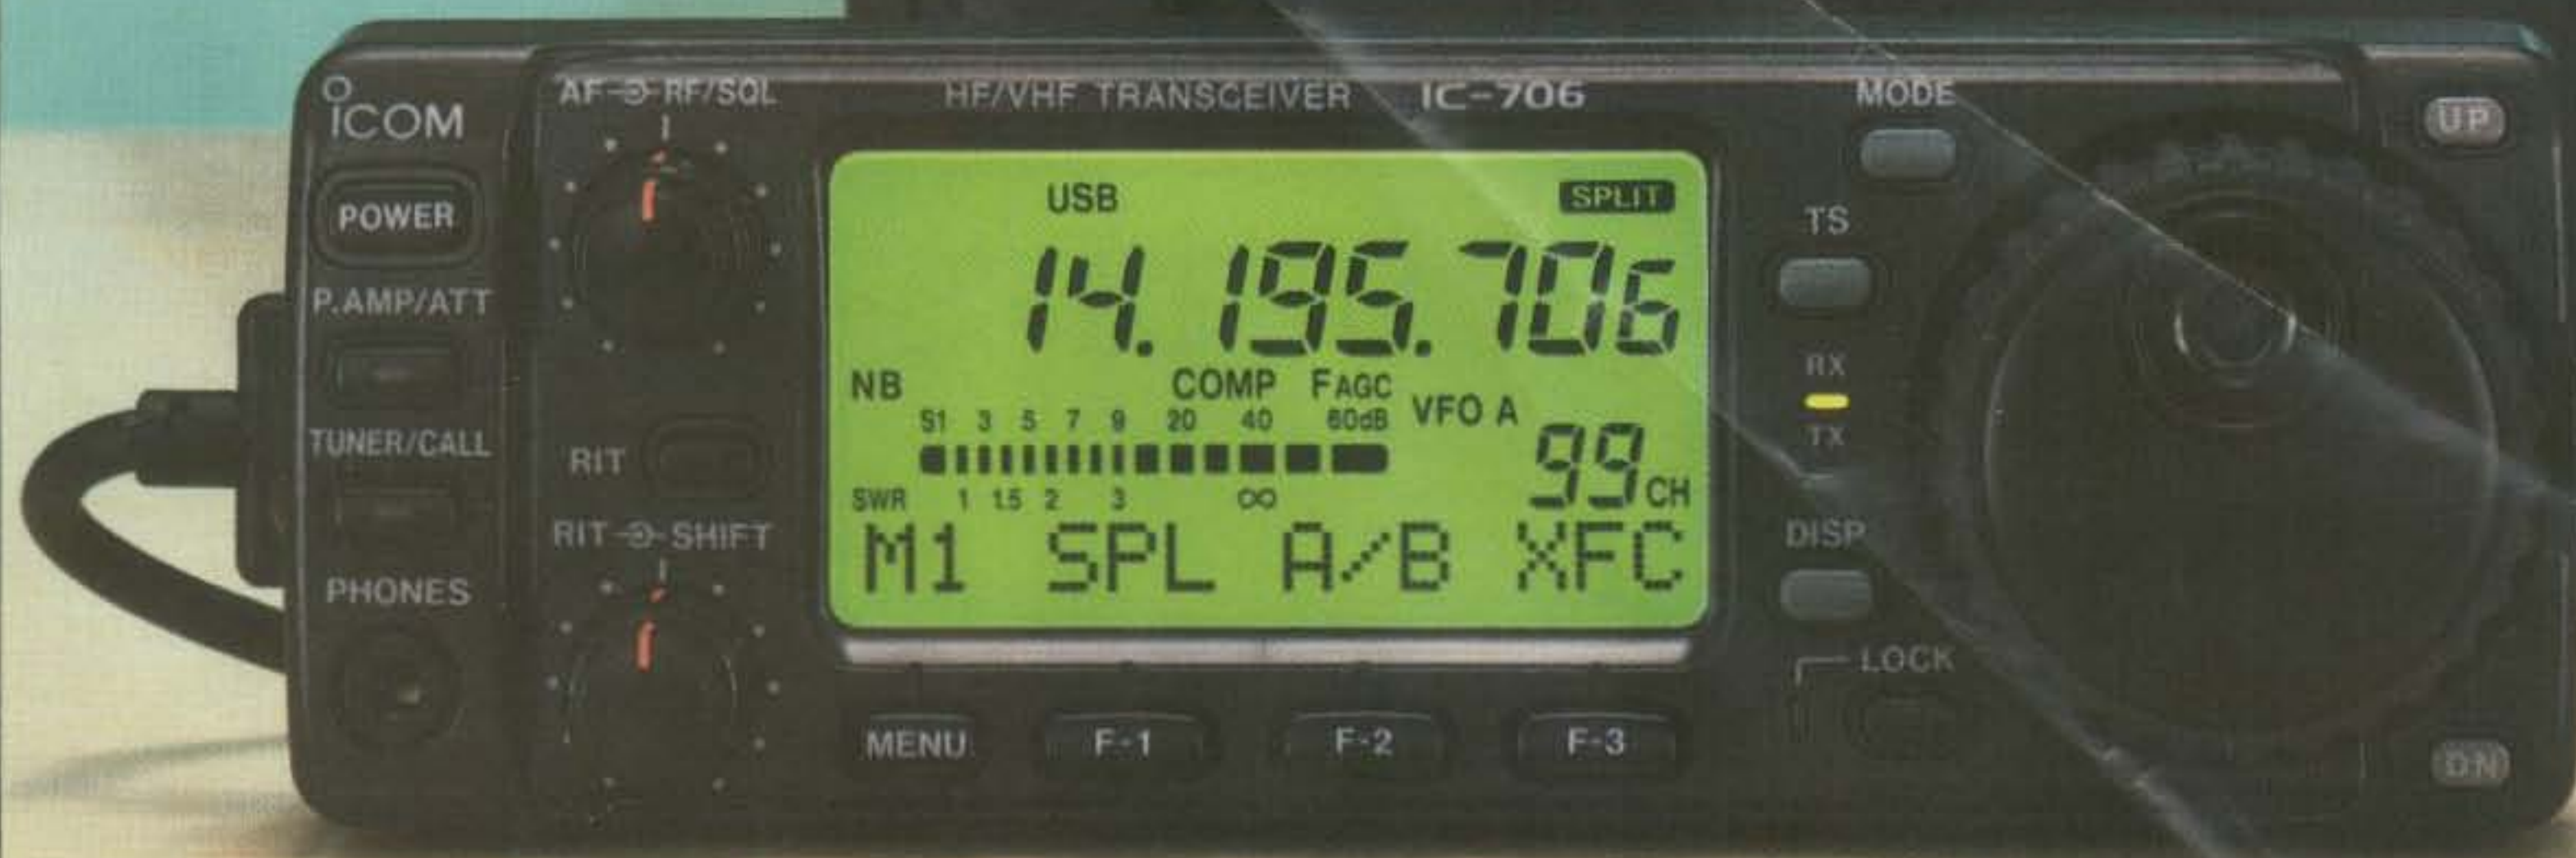 ICOM
AF RF/SQL
HF/VHF TRANSCEIVER IC-706
MODE
UP
POWER
TS
P.AMP/ATT
USB SPLIT
14.195.706
NB COMP FAGC
VFO A
S1 3 5 7 9 20 40 60dB
99CH
SWR 1 1.5 2 3 ∞
M1 SPL A/B XFC
RX
TX
TUNER/CALL
RIT
RIT SHIFT
DISP
PHONES
LOCK
MENU F-1 F-2 F-3
DN